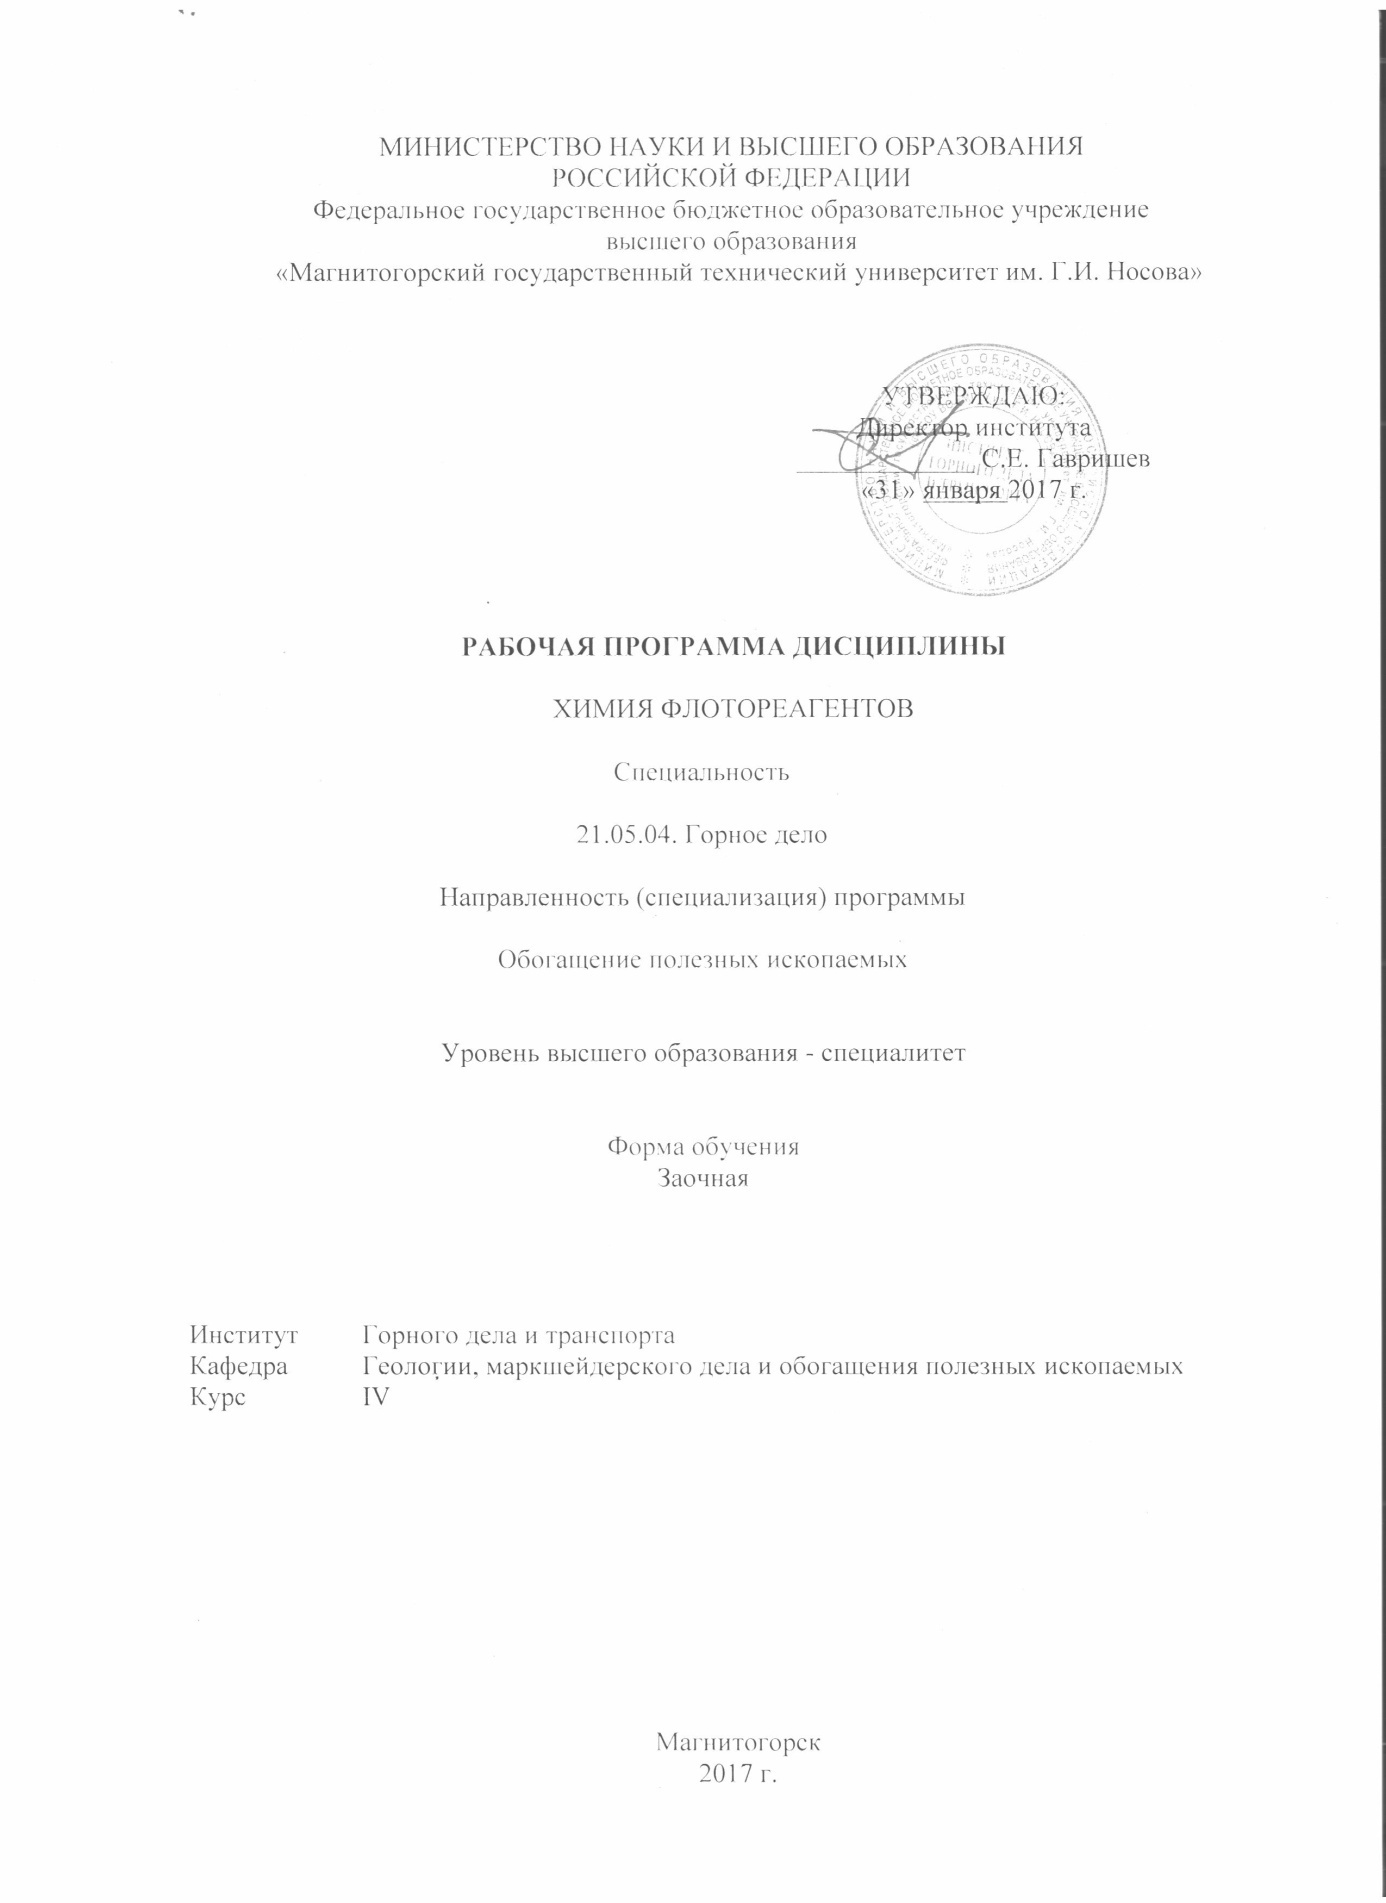 МИНИСТЕРСТВО НАУКИ И ВЫСШЕГО ОБРАЗОВАНИЯ
РОССИЙСКОЙ ФЕДЕРАЦИИ
Федеральное государственное бюджетное образовательное учреждение
высшего образования
«Магнитогорский государственный технический университет им. Г.И. Носова»
УТВЕРЖДАЮ:
Директор института
С.Е. Гавришев
«31» января 2017 г.
РАБОЧАЯ ПРОГРАММА ДИСЦИПЛИНЫ
ХИМИЯ ФЛОТОРЕАГЕНТОВ
Специальность
21.05.04. Горное дело
Направленность (специализация) программы
Обогащение полезных ископаемых
Уровень высшего образования - специалитет
Форма обучения
Заочная
Институт Горного дела и транспорта
Кафедра Геологии, маркшейдерского дела и обогащения полезных ископаемых
Курс IV
Магнитогорск
2017 г.